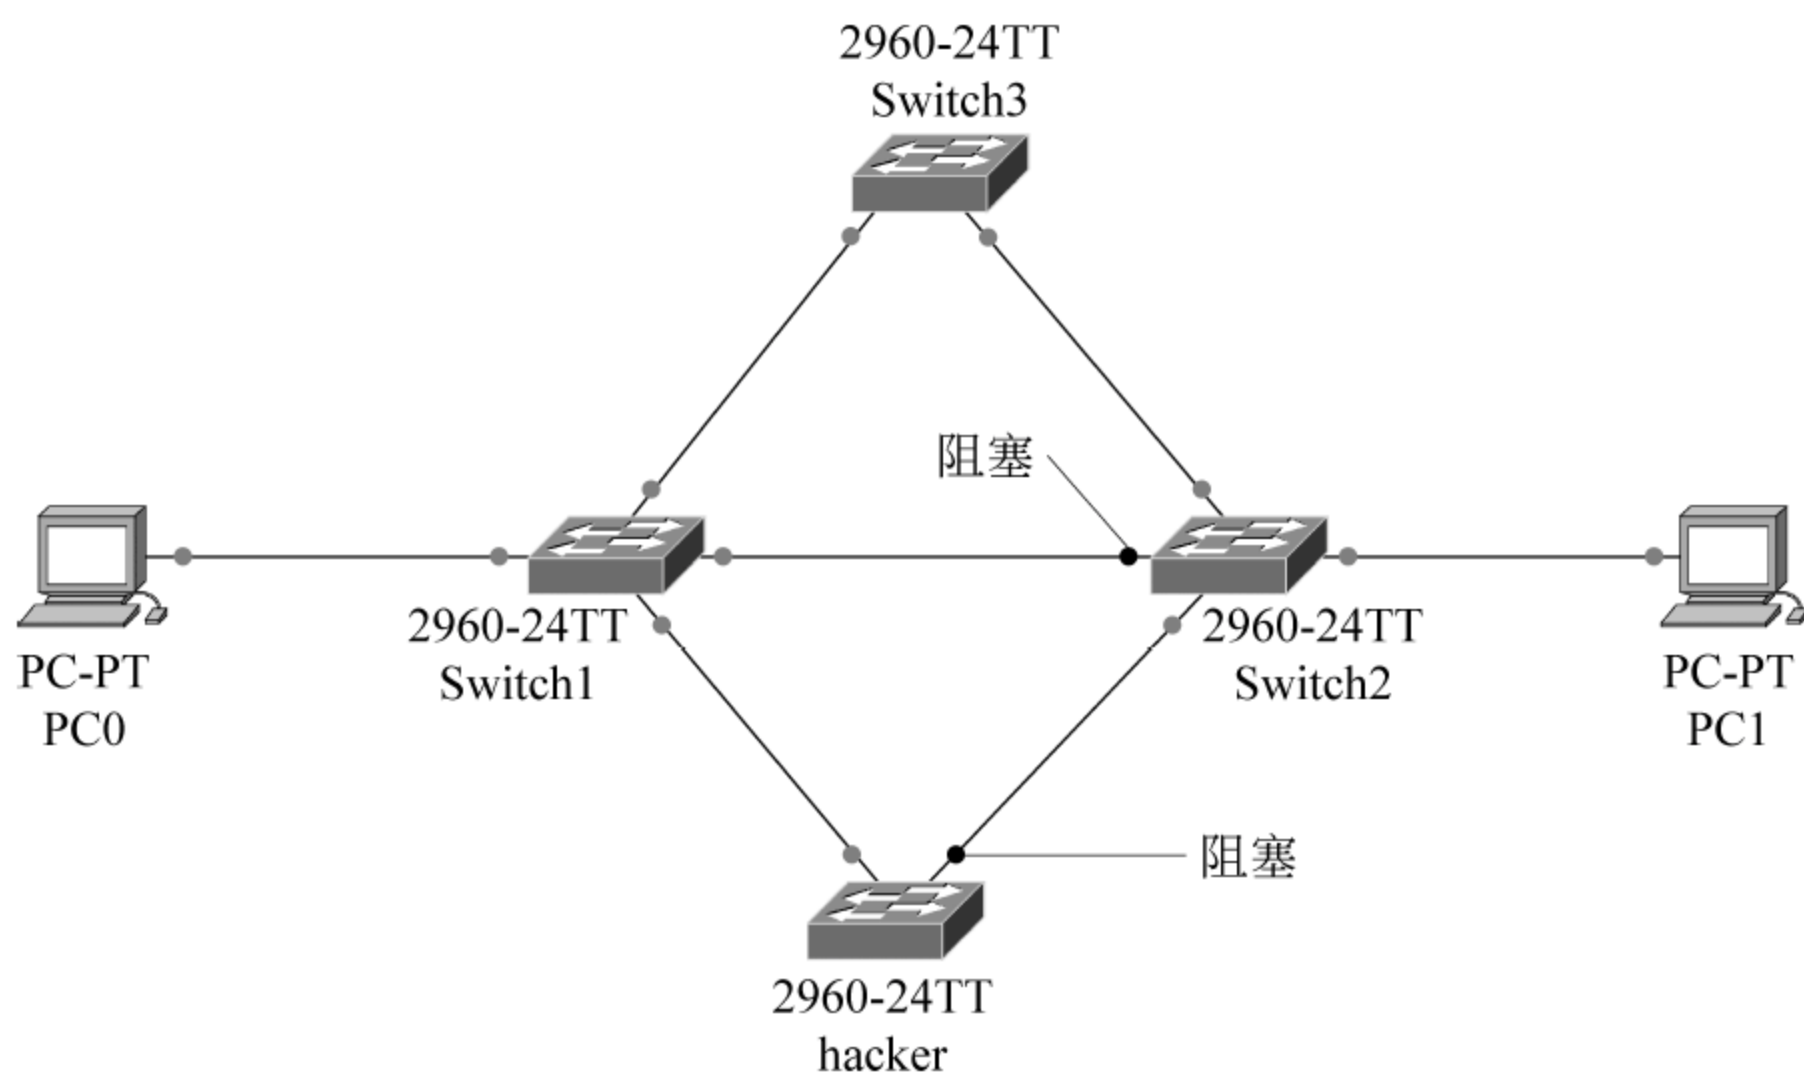 2960-24TT
Switch3
阻塞
2960-24TT
Switch1
2960-24TT
Switch2
PC-PT
PC0
PC-PT
PC1
阻塞
2960-24TT
hacker